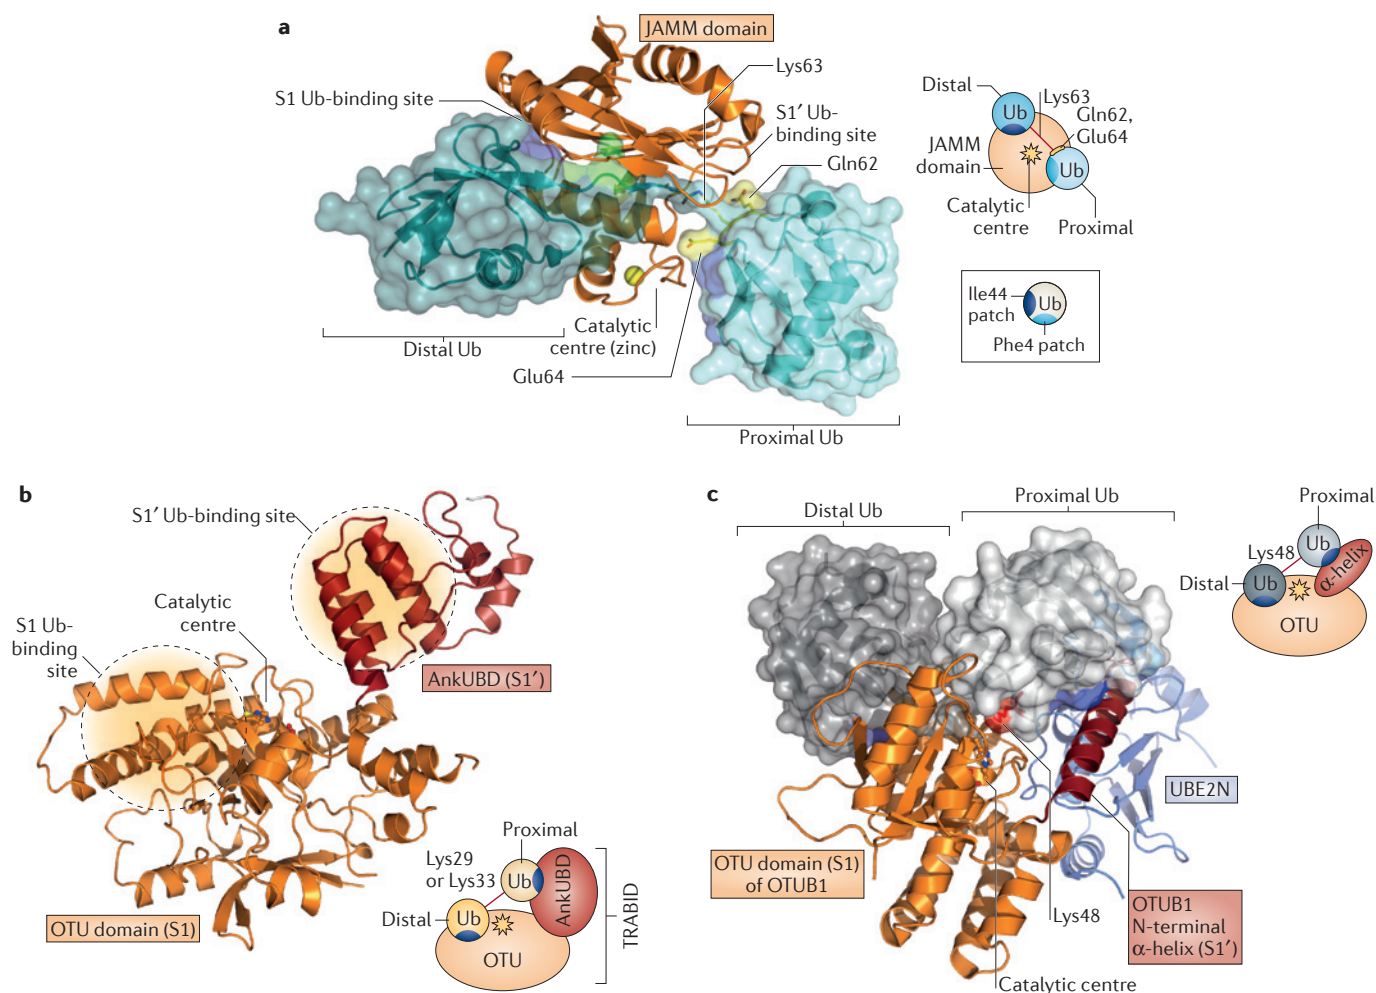 a
JAMM domain
Lys63
S1 Ub-binding site
S1′ Ub-
binding site
Gln62
Distal Ub
Catalytic
centre (zinc)
Glu64
Proximal Ub
Distal
Ub
Lys63
Gln62,
Glu64
JAMM
domain
Ub
Catalytic
centre
Proximal
Ile44
patch
Ub
Phe4 patch
b
S1′ Ub-binding site
Catalytic
centre
S1 Ub-
binding
site
AnkUBD (S1′)
OTU domain (S1)
Proximal
Lys29
or Lys33
Ub
AnkUBD
Distal
Ub
OTU
TRABID
c
Distal Ub
Proximal Ub
Proximal
Ub
Lys48
α-helix
Distal
Ub
OTU
UBE2N
OTU domain (S1)
of OTUB1
Lys48
OTUB1
N-terminal
α-helix (S1′)
Catalytic centre